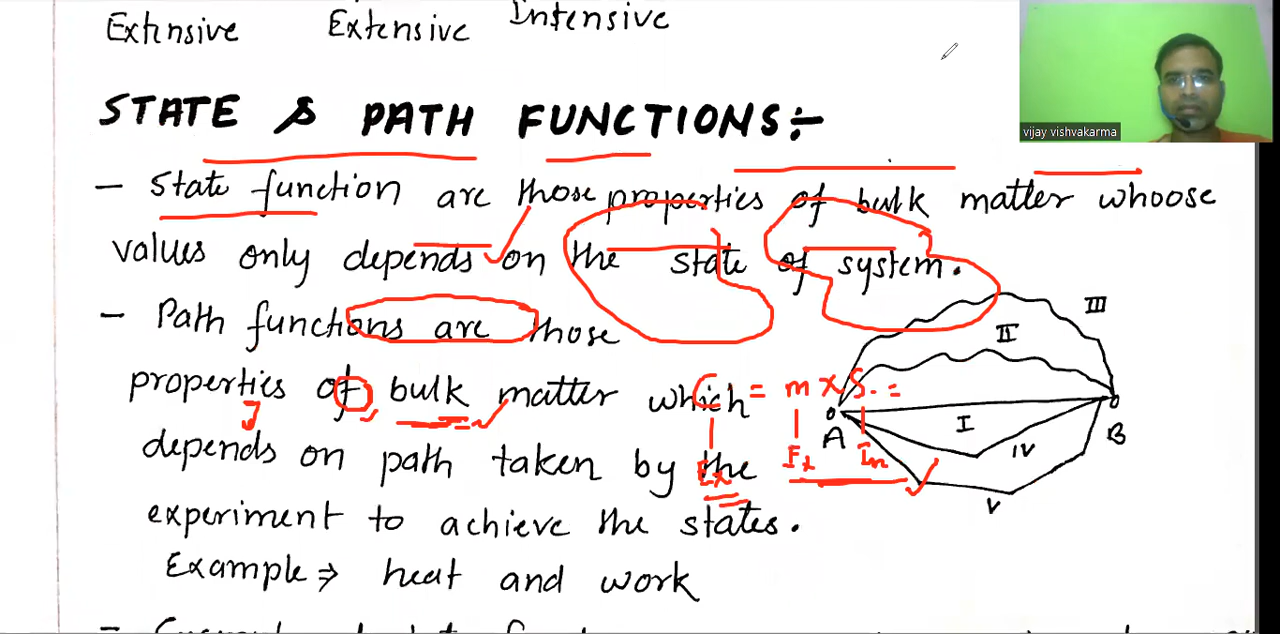 Extensive Extensive Intensive
vijay vishvakarma
STATE & PATH FUNCTIONS:-
- State function are those properties of bulk matter whoose
values only depends on the state of system.
- Path functions are those
properties of bulk matter which
depends on path taken by the
experiment to achieve the states.
Example ⇒ heat and work
C = m × S. =
Ex Ex In
J
III
II
I
IV
V
A
B